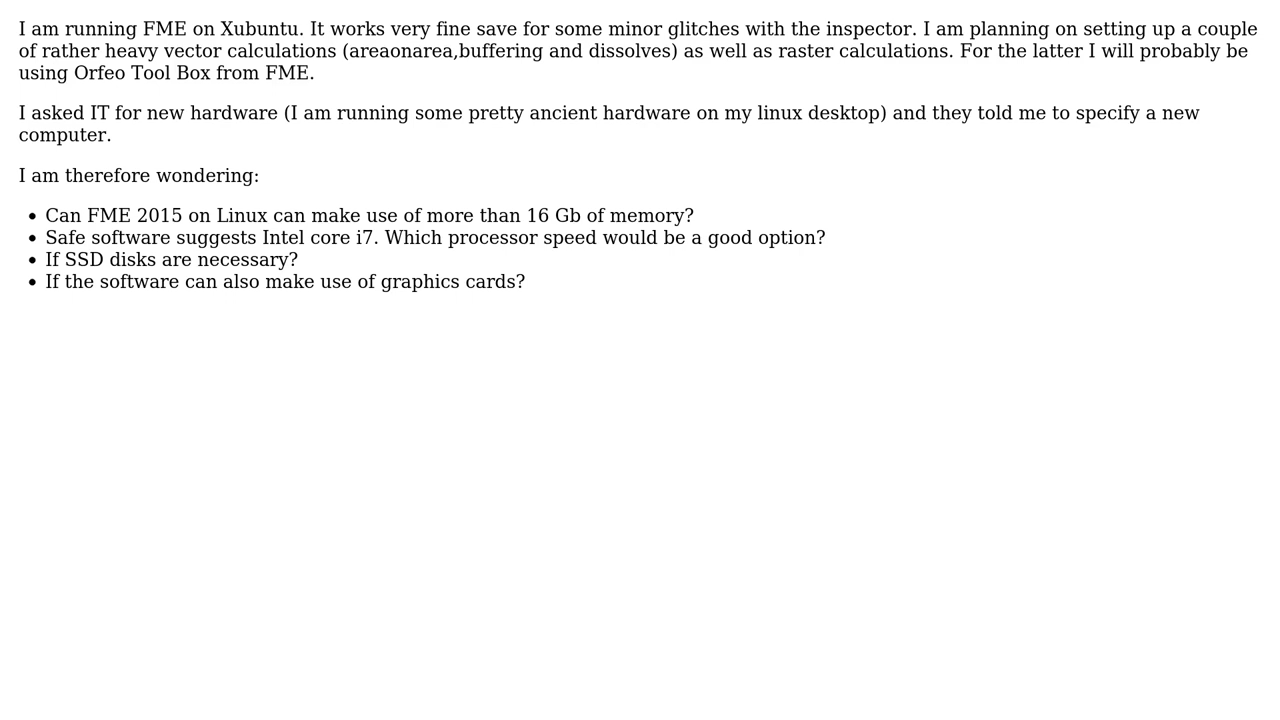 I am running FME on Xubuntu. It works very fine save for some minor glitches with the inspector. I am planning on setting up a couple
of rather heavy vector calculations (areaonarea,buffering and dissolves) as well as raster calculations. For the latter I will probably be
using Orfeo Tool Box from FME.
I asked IT for new hardware (I am running some pretty ancient hardware on my linux desktop) and they told me to specify a new
computer.
I am therefore wondering:
• Can FME 2015 on Linux can make use of more than 16 Gb of memory?
• Safe software suggests Intel core i7. Which processor speed would be a good option?
• If SSD disks are necessary?
• If the software can also make use of graphics cards?